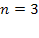 𝑛 = 3